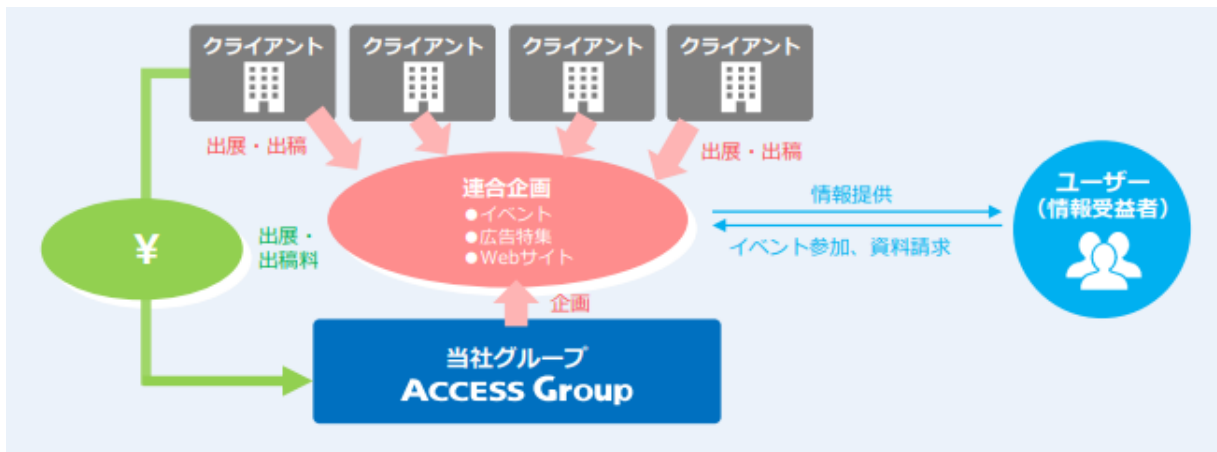 クライアント
クライアント
クライアント
クライアント
出展・出稿
出展・出稿
連合企画
●イベント
●広告特集
●Webサイト
¥
出展・
出稿料
情報提供
イベント参加、資料請求
ユーザー
（情報受益者）
企画
当社グループ
ACCESS Group